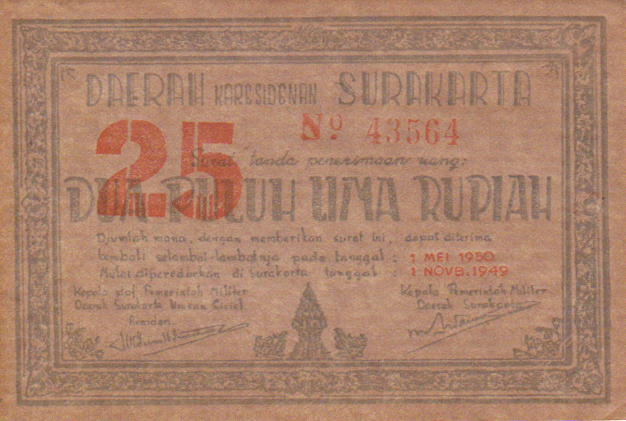 DAERAH KARESIDENAN SURAKARTA
25
Nº 43564
Surat tanda penerimaan uang:
DUA PULUH LIMA RUPIAH
Djumlah mana, dengan memberikan surat ini, dapat diterima
kembali selambat-lambatnja pada tanggal : 1 MEI 1950
Mulai diperedarkan di Surakarta tanggal : 1 NOVB. 1949
Kepala staf Pemerintah Militer
Daerah Surakarta Urusan Civiel
Residen.
Kepala Pemerintah Militer
Daerah Surakarta